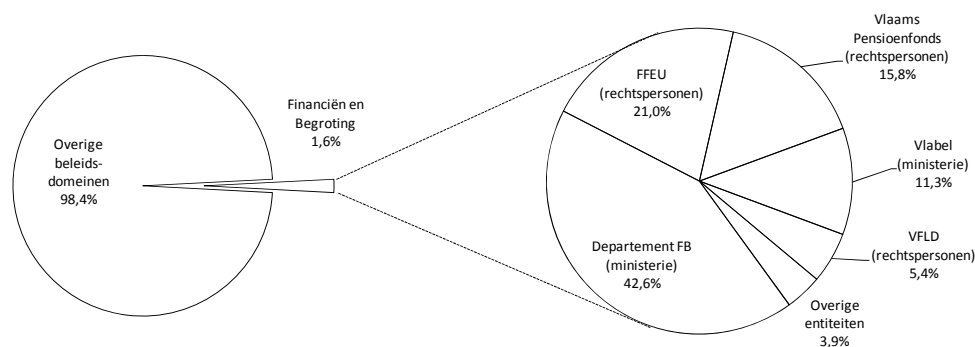 Overige
beleids-
domeinen
98,4%
Financiën en
Begroting
1,6%
FFEU
(rechtspersonen)
21,0%
Vlaams
Pensioenfonds
(rechtspersonen)
15,8%
Vlabel
(ministerie)
11,3%
VFLD
(rechtspersonen)
5,4%
Overige
entiteiten
3,9%
Departement FB
(ministerie)
42,6%